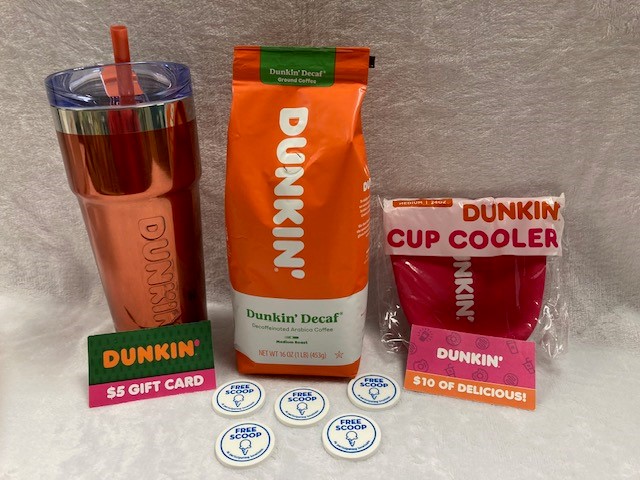 DUNKIN'
Dunkin' Decaf®
Ground Coffee
DUNKIN'
Dunkin' Decaf®
Decaffeinated Arabica Coffee
Medium Roast
NET WT 16 OZ (1 LB) (453g)
MEDIUM | 24OZ
DUNKIN'
CUP COOLER
DUNKIN'
DUNKIN'
$5 GIFT CARD
DUNKIN'
$10 OF DELICIOUS!
FREE
SCOOP
FREE
SCOOP
FREE
SCOOP
FREE
SCOOP
FREE
SCOOP